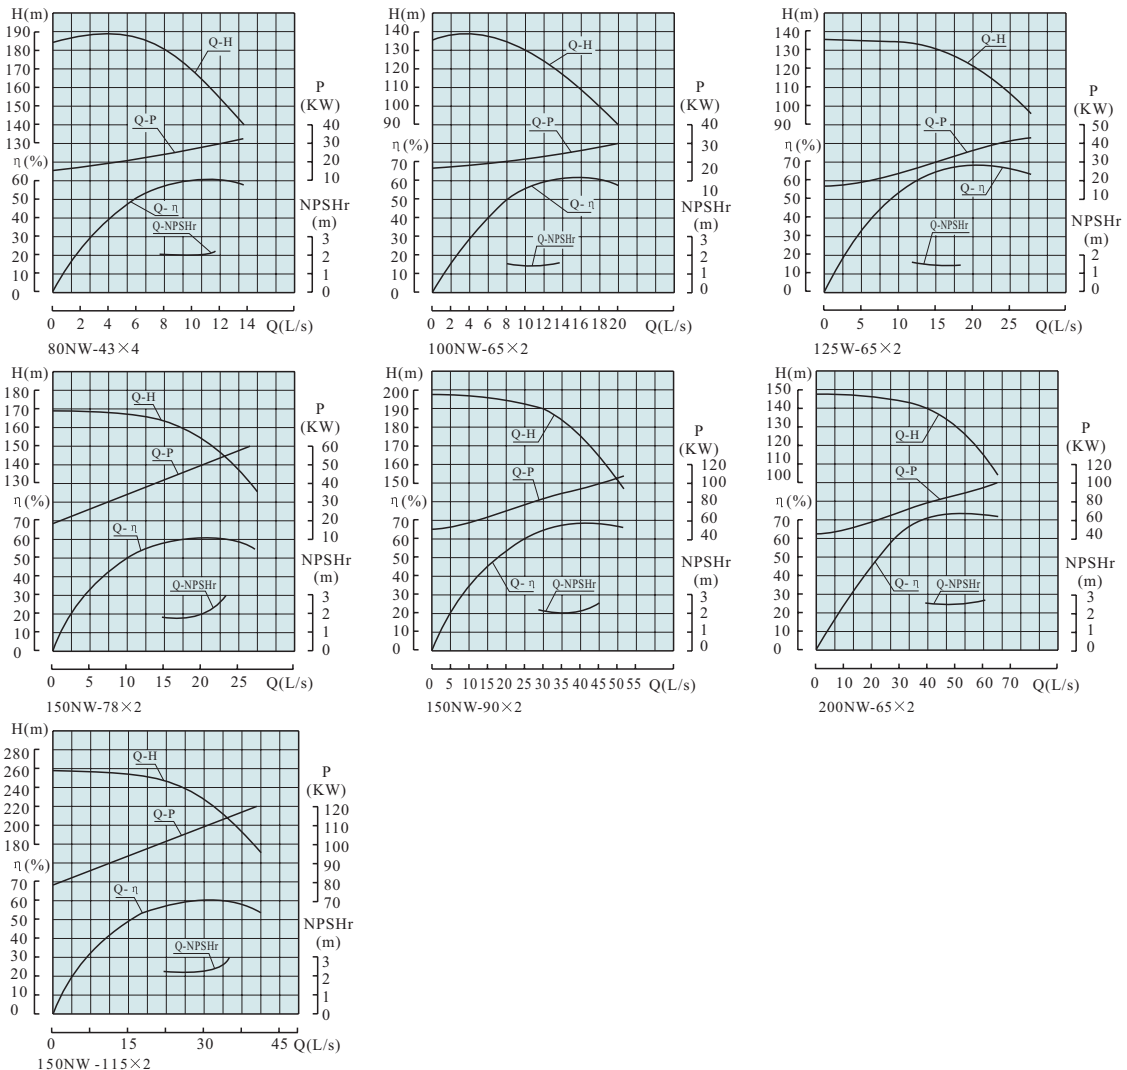 H(m)
190
180
170
160
150
140
130
η(%)
60
50
40
30
20
10
0
Q-H
Q-P
Q- η
Q-NPSHr
P
(KW)
40
30
20
10
NPSHr
(m)
3
2
1
0
0 2 4 6 8 10 12 14 Q(L/s)
80NW-43×2
H(m)
140
130
120
110
100
90
η(%)
70
60
50
40
30
20
10
0
Q-H
Q-P
Q- η
Q-NPSHr
P
(KW)
40
30
20
10
NPSHr
(m)
3
2
1
0
0 2 4 6 8 10 12 14 16 18 20 Q(L/s)
100NW-65×2
H(m)
140
130
120
110
100
90
η(%)
70
60
50
40
30
20
10
0
Q-H
Q-P
Q- η
Q-NPSHr
P
(KW)
50
40
30
20
10
NPSHr
(m)
2
1
0
0 5 10 15 20 25 Q(L/s)
125W-65×2
H(m)
180
170
160
150
140
130
η(%)
70
60
50
40
30
20
10
0
Q-H
Q-P
Q- η
Q-NPSHr
P
(KW)
60
50
40
30
20
10
NPSHr
(m)
3
2
1
0
0 5 10 15 20 25 Q(L/s)
150NW-78×2
H(m)
200
190
180
170
160
150
η(%)
70
60
50
40
30
20
10
0
Q-H
Q-P
Q- η
Q-NPSHr
P
(KW)
120
100
80
60
40
NPSHr
(m)
3
2
1
0
0 5 10 15 20 25 30 35 40 45 50 55 Q(L/s)
150NW-90×2
H(m)
150
140
130
120
110
100
η(%)
70
60
50
40
30
20
10
0
Q-H
Q-P
Q- η
Q-NPSHr
P
(KW)
120
100
80
60
40
NPSHr
(m)
3
2
1
0
0 10 20 30 40 50 60 70 Q(L/s)
200NW-65×2
H(m)
280
260
220
200
180
η(%)
70
60
50
40
30
20
10
0
Q-H
Q-P
Q- η
Q-NPSHr
P
(KW)
120
110
100
90
80
70
NPSHr
(m)
3
2
1
0
0 15 30 45 Q(L/s)
150NW -115×2